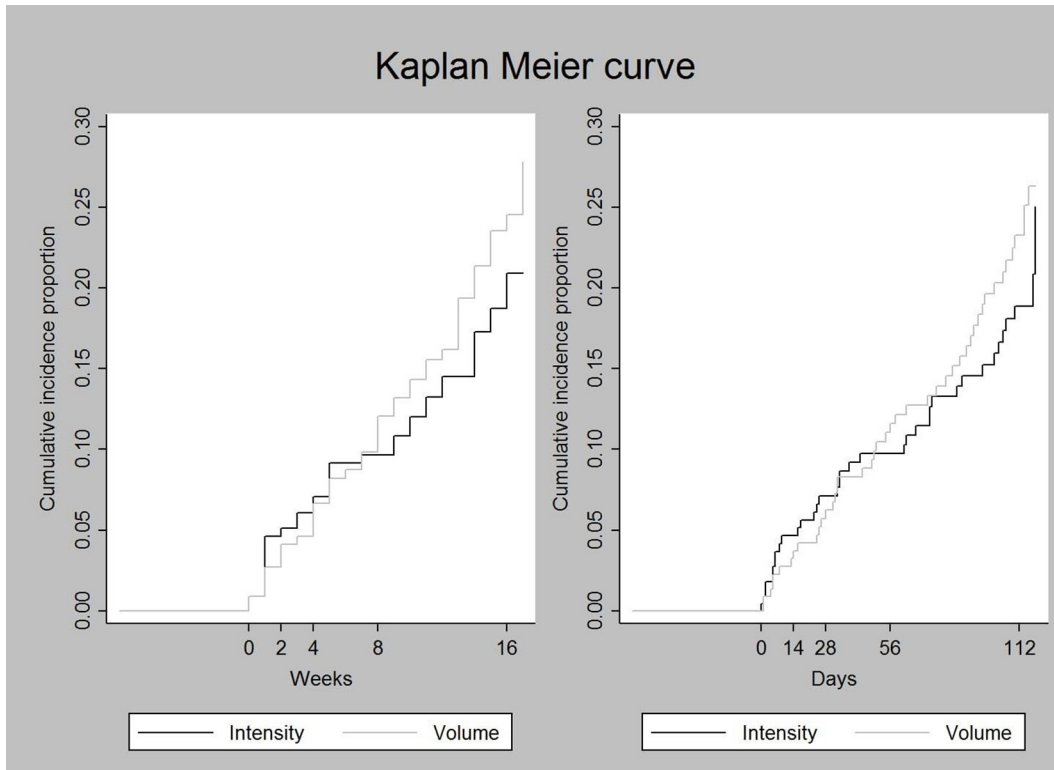 Kaplan Meier curve
Cumulative incidence proportion
0.30
0.25
0.20
0.15
0.10
0.05
0.00
0 2 4 8 16
Weeks
Intensity Volume
Cumulative incidence proportion
0.30
0.25
0.20
0.15
0.10
0.05
0.00
0 14 28 56 112
Days
Intensity Volume